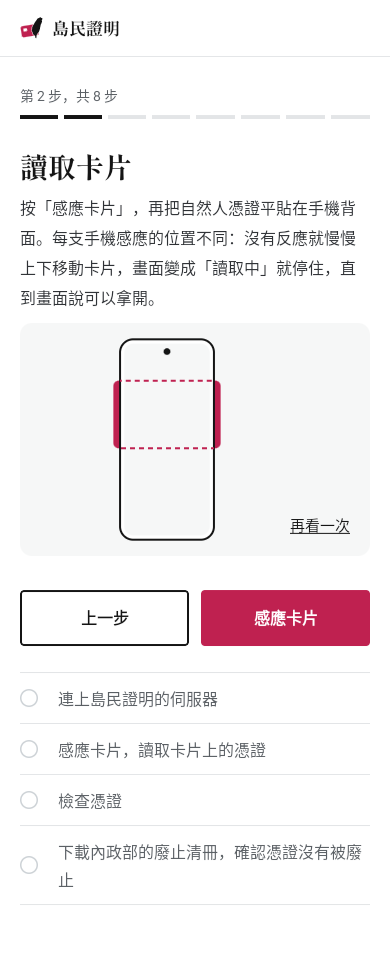 島民證明
第 2 步，共 8 步
讀取卡片
按「感應卡片」，再把自然人憑證平貼在手機背
面。每支手機感應的位置不同：沒有反應就慢慢
上下移動卡片，畫面變成「讀取中」就停住，直
到畫面說可以拿開。
再看一次
上一步
感應卡片
連上島民證明的伺服器
感應卡片，讀取卡片上的憑證
檢查憑證
下載內政部的廢止清冊，確認憑證沒有被廢
止